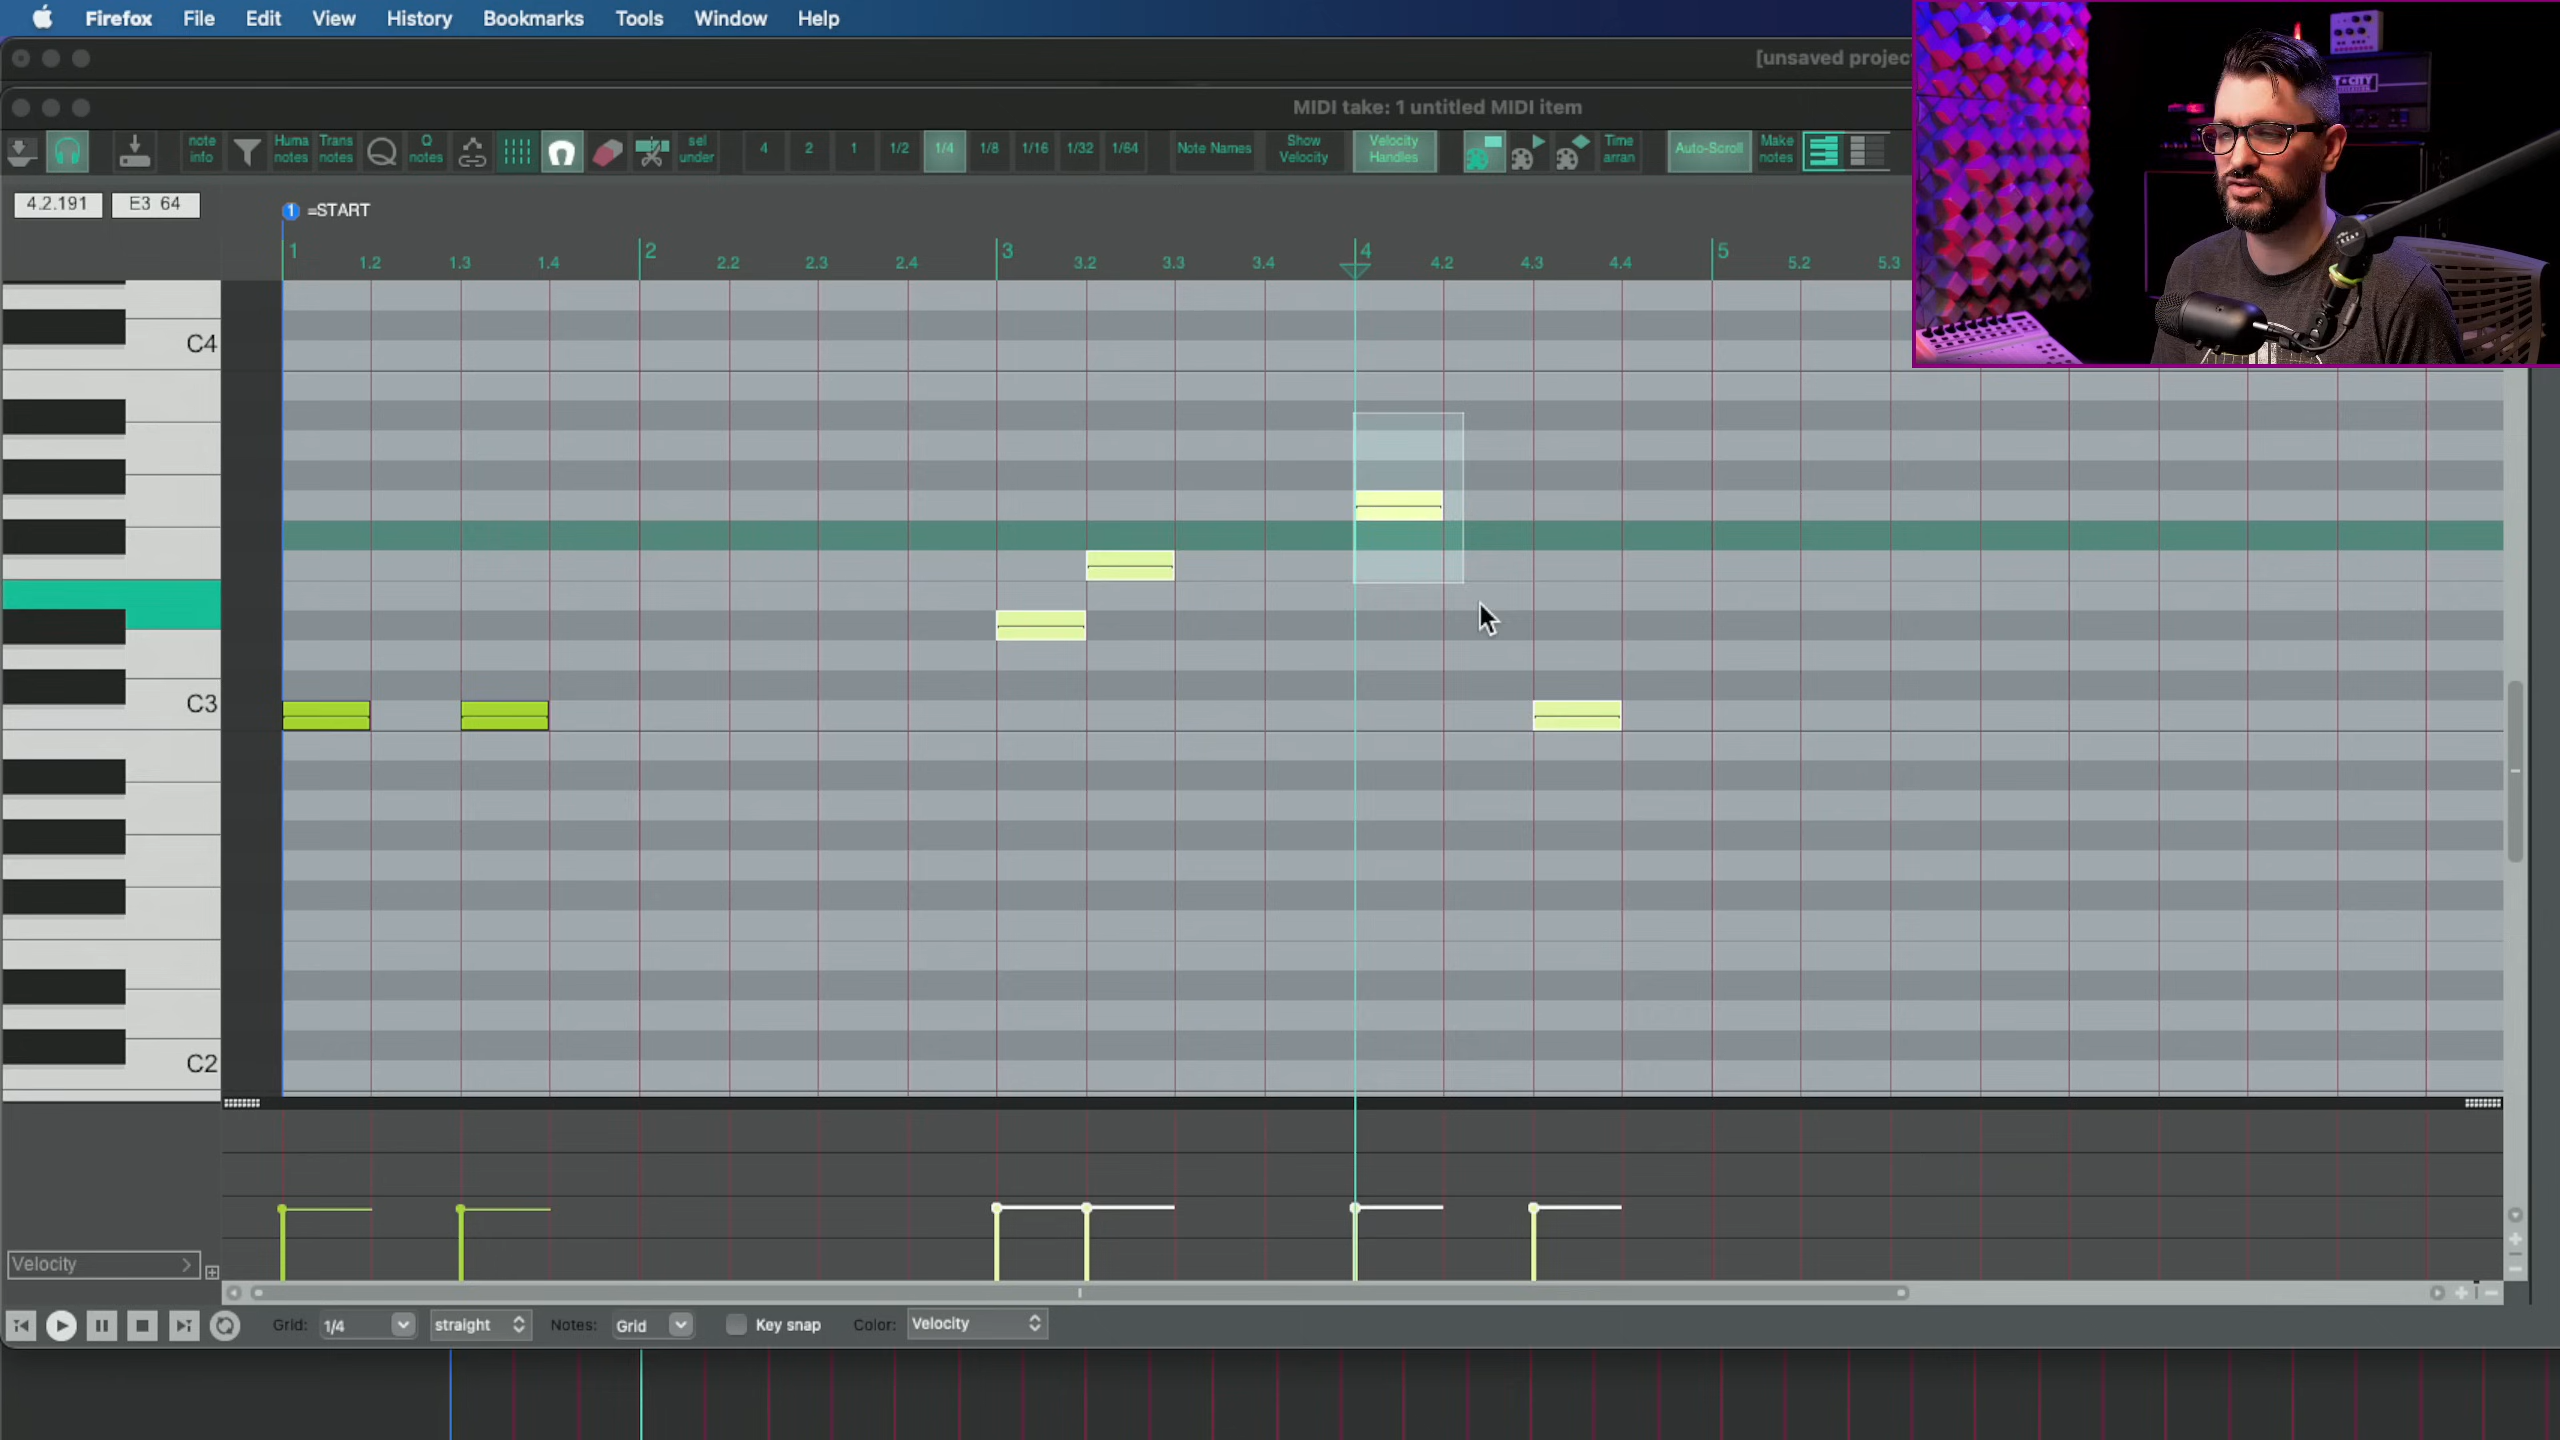 Firefox File Edit View History Bookmarks Tools Window Help
[unsaved projec
MIDI take: 1 untitled MIDI item
note info
Huma notes
Trans notes
Q notes
sel under
4 2 1 1/2 1/4 1/8 1/16 1/32 1/64
Note Names
Show Velocity
Velocity Handles
Time arran
Auto-Scroll
Make notes
4.2.191 E3 64
1 =START
1 2 3 4 5
1.2 1.3 1.4 2.2 2.3 2.4 3.2 3.3 3.4 4.2 4.3 4.4 5.2 5.3
C4
C3
C2
Velocity
Grid: 1/4 straight Notes: Grid Key snap Color: Velocity